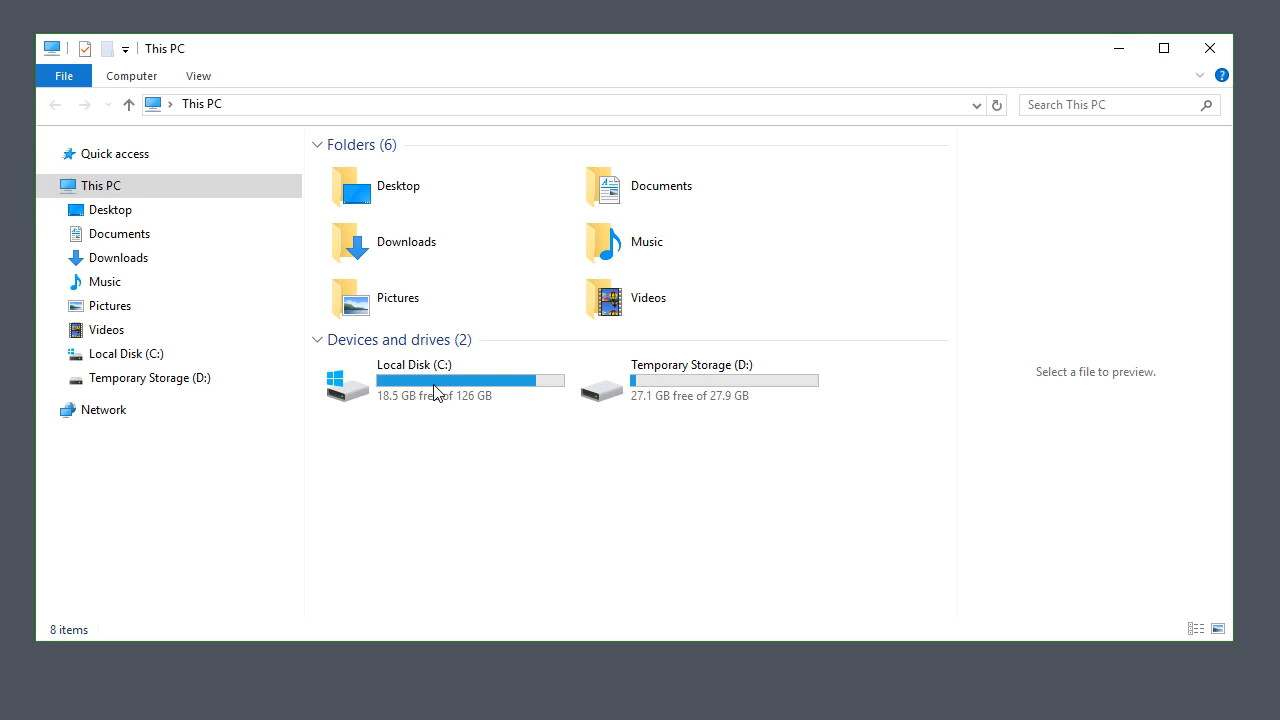 This PC
File
Computer
View
This PC
Search This PC
Quick access
This PC
Desktop
Documents
Downloads
Music
Pictures
Videos
Local Disk (C:)
Temporary Storage (D:)
Network
Folders (6)
Desktop
Documents
Downloads
Music
Pictures
Videos
Devices and drives (2)
Local Disk (C:)
18.5 GB free of 126 GB
Temporary Storage (D:)
27.1 GB free of 27.9 GB
Select a file to preview.
8 items